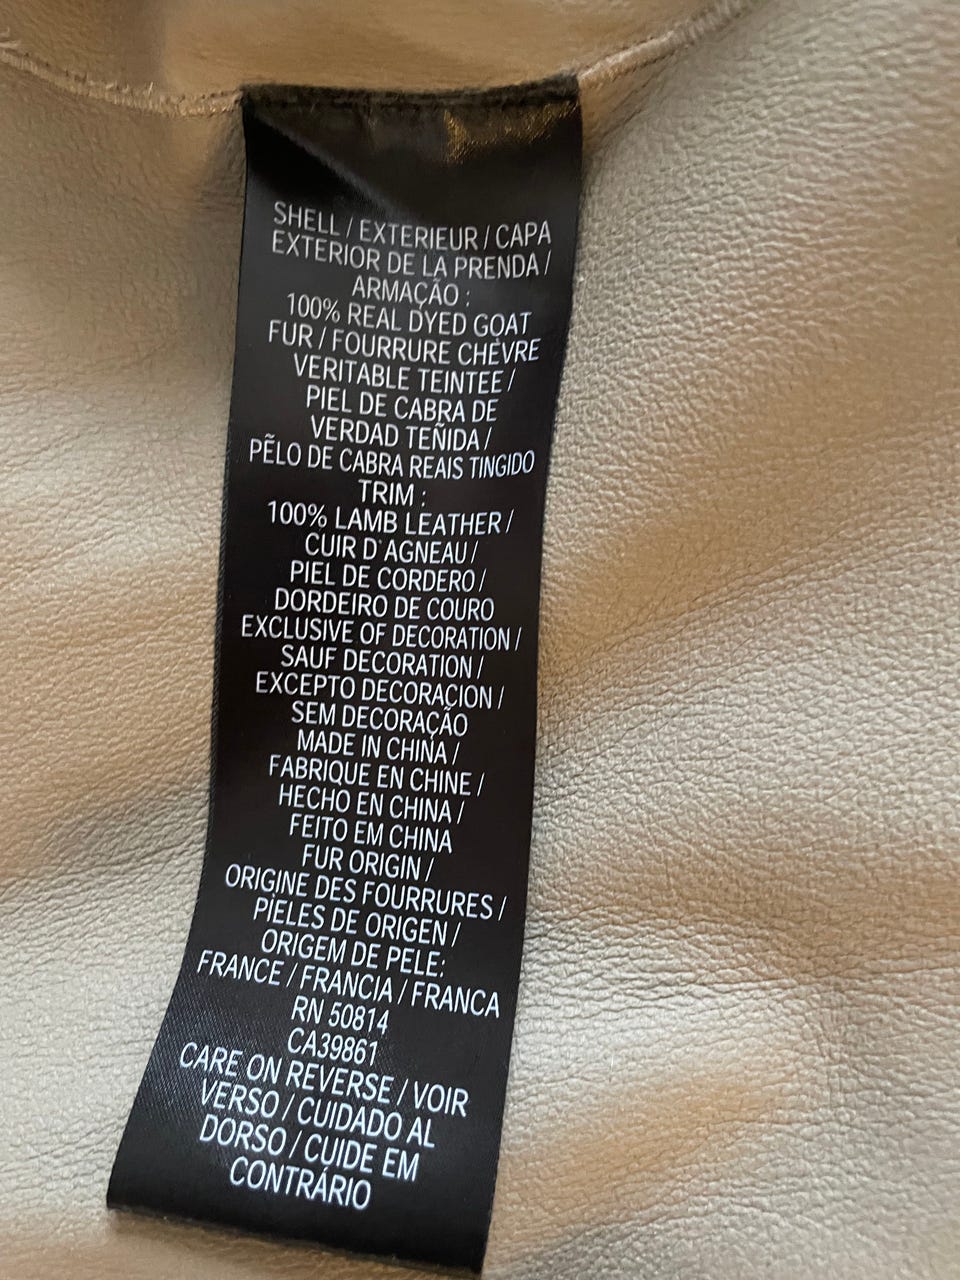 SHELL / EXTERIEUR / CAPA
EXTERIOR DE LA PRENDA /
ARMAÇÃO :
100% REAL DYED GOAT
FUR / FOURRURE CHÈVRE
VERITABLE TEINTEE /
PIEL DE CABRA DE
VERDAD TEÑIDA /
PẼLO DE CABRA REAIS TINGIDO
TRIM :
100% LAMB LEATHER /
CUIR D`AGNEAU /
PIEL DE CORDERO /
DORDEIRO DE COURO
EXCLUSIVE OF DECORATION /
SAUF DECORATION /
EXCEPTO DECORACION /
SEM DECORAÇÃO
MADE IN CHINA /
FABRIQUE EN CHINE /
HECHO EN CHINA /
FEITO EM CHINA
FUR ORIGIN /
ORIGINE DES FOURRURES /
PIELES DE ORIGEN /
ORIGEM DE PELE:
FRANCE / FRANCIA / FRANCA
RN 50814
CA39861
CARE ON REVERSE / VOIR
VERSO / CUIDADO AL
DORSO / CUIDE EM
CONTRÁRIO